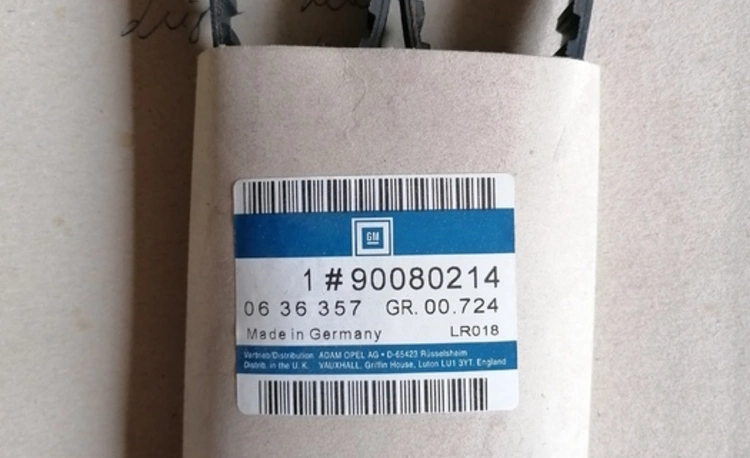 GM
1 # 90080214
06 36 357 GR. 00.724
Made in Germany LR018
Vertrieb/Distribution ADAM OPEL AG • D-65423 Rüsselsheim
Distrib. in the U. K. VAUXHALL, Griffin House, Luton LU1 3YT. England